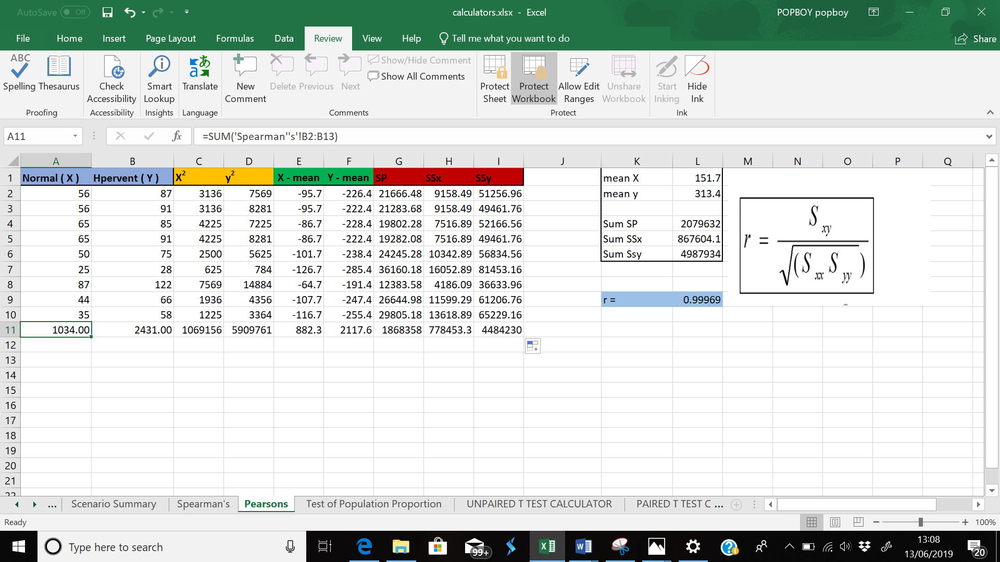 AutoSave Off
calculators.xlsx - Excel
POPBOY popboy
File Home Insert Page Layout Formulas Data Review View Help Tell me what you want to do Share
ABC
Spelling Thesaurus
Check Accessibility
Smart Lookup
Translate
New Comment
Delete Previous Next
Show/Hide Comment
Show All Comments
Protect Sheet
Protect Workbook
Allow Edit Ranges
Unshare Workbook
Start Inking
Hide Ink
Proofing Accessibility Insights Language Comments Protect Ink
A11 fx =SUM('Spearman''s'!B2:B13)
A B C D E F G H I J K L M N O P Q
1 Normal ( X ) Hpervent ( Y ) X² y² X - mean Y - mean SP SSx SSy mean X 151.7
2 56 87 3136 7569 -95.7 -226.4 21666.48 9158.49 51256.96 mean y 313.4
3 56 91 3136 8281 -95.7 -222.4 21283.68 9158.49 49461.76
4 65 85 4225 7225 -86.7 -228.4 19802.28 7516.89 52166.56 Sum SP 2079632
5 65 91 4225 8281 -86.7 -222.4 19282.08 7516.89 49461.76 Sum SSx 867604.1
6 50 75 2500 5625 -101.7 -238.4 24245.28 10342.89 56834.56 Sum Ssy 4987934
7 25 28 625 784 -126.7 -285.4 36160.18 16052.89 81453.16
8 87 122 7569 14884 -64.7 -191.4 12383.58 4186.09 36633.96
9 44 66 1936 4356 -107.7 -247.4 26644.98 11599.29 61206.76 r = 0.99969
10 35 58 1225 3364 -116.7 -255.4 29805.18 13618.89 65229.16
11 1034.00 2431.00 1069156 5909761 882.3 2117.6 1868358 778453.3 4484230
12
13
14
15
16
17
18
19
20
21
22
r = S xy / √(S xx S yy)
... Scenario Summary Spearman's Pearsons Test of Population Proportion UNPAIRED T TEST CALCULATOR PAIRED T TEST C ...
Ready 100%
Type here to search
99+
13:08
13/06/2019
20